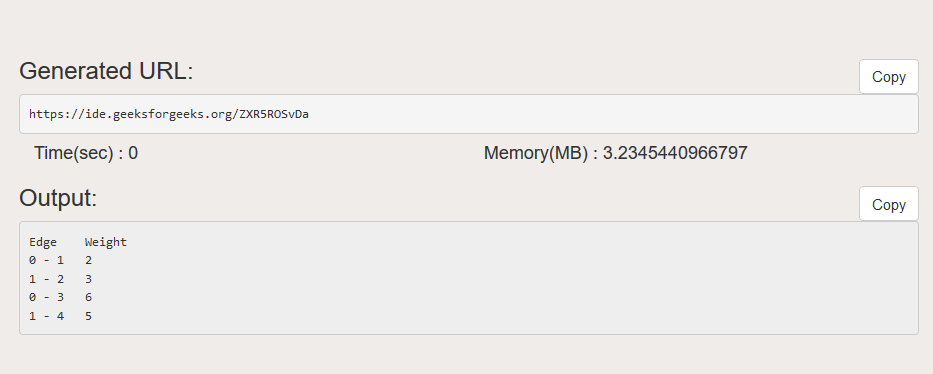 Generated URL:
Copy
https://ide.geeksforgeeks.org/ZXR5ROSvDa
Time(sec) : 0 Memory(MB) : 3.2345440966797
Output:
Copy
Edge Weight
0 - 1 2
1 - 2 3
0 - 3 6
1 - 4 5